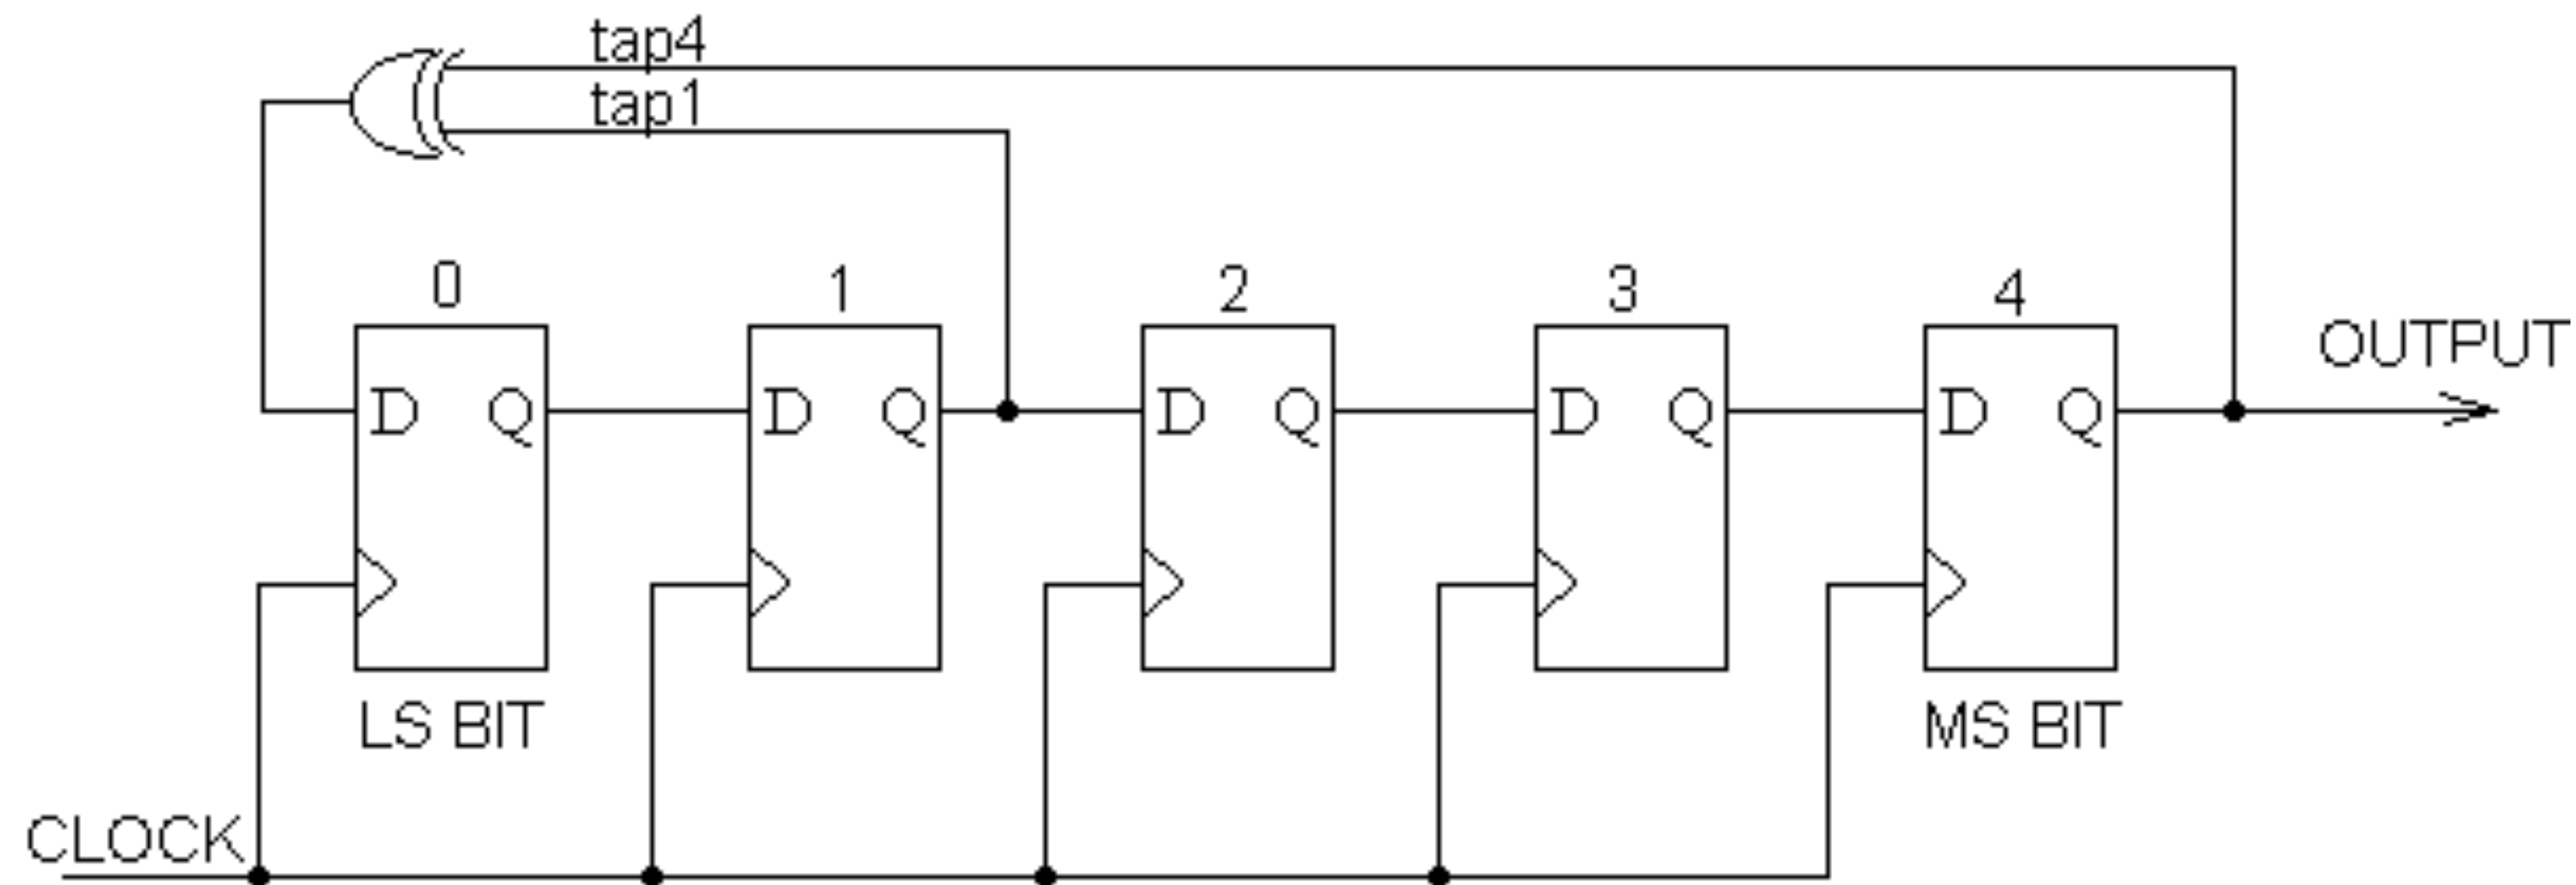 tap4
tap1
0 1 2 3 4
OUTPUT
D Q D Q D Q D Q D Q
LS BIT MS BIT
CLOCK